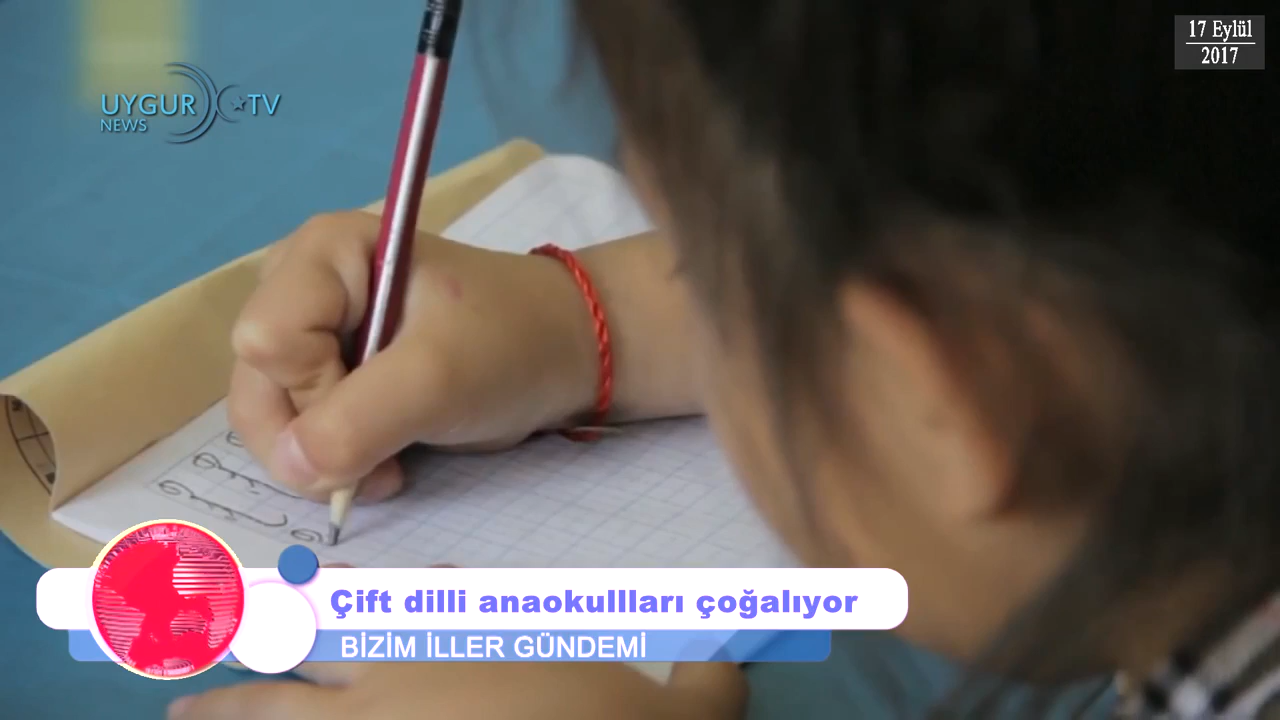 17 Eylül
2017
UYGUR TV
NEWS
Çift dilli anaokullları çoğalıyor
BİZİM İLLER GÜNDEMİ